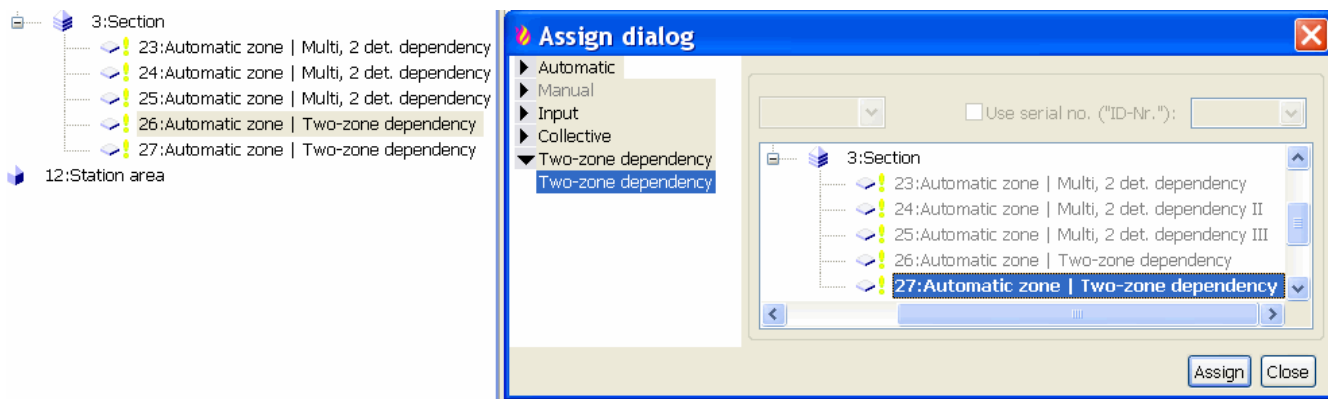 3:Section
23:Automatic zone | Multi, 2 det. dependency
24:Automatic zone | Multi, 2 det. dependency
25:Automatic zone | Multi, 2 det. dependency
26:Automatic zone | Two-zone dependency
27:Automatic zone | Two-zone dependency
12:Station area
Assign dialog
Automatic
Manual
Input
Collective
Two-zone dependency
Two-zone dependency
Use serial no. ("ID-Nr."):
3:Section
23:Automatic zone | Multi, 2 det. dependency
24:Automatic zone | Multi, 2 det. dependency II
25:Automatic zone | Multi, 2 det. dependency III
26:Automatic zone | Two-zone dependency
27:Automatic zone | Two-zone dependency
Assign
Close